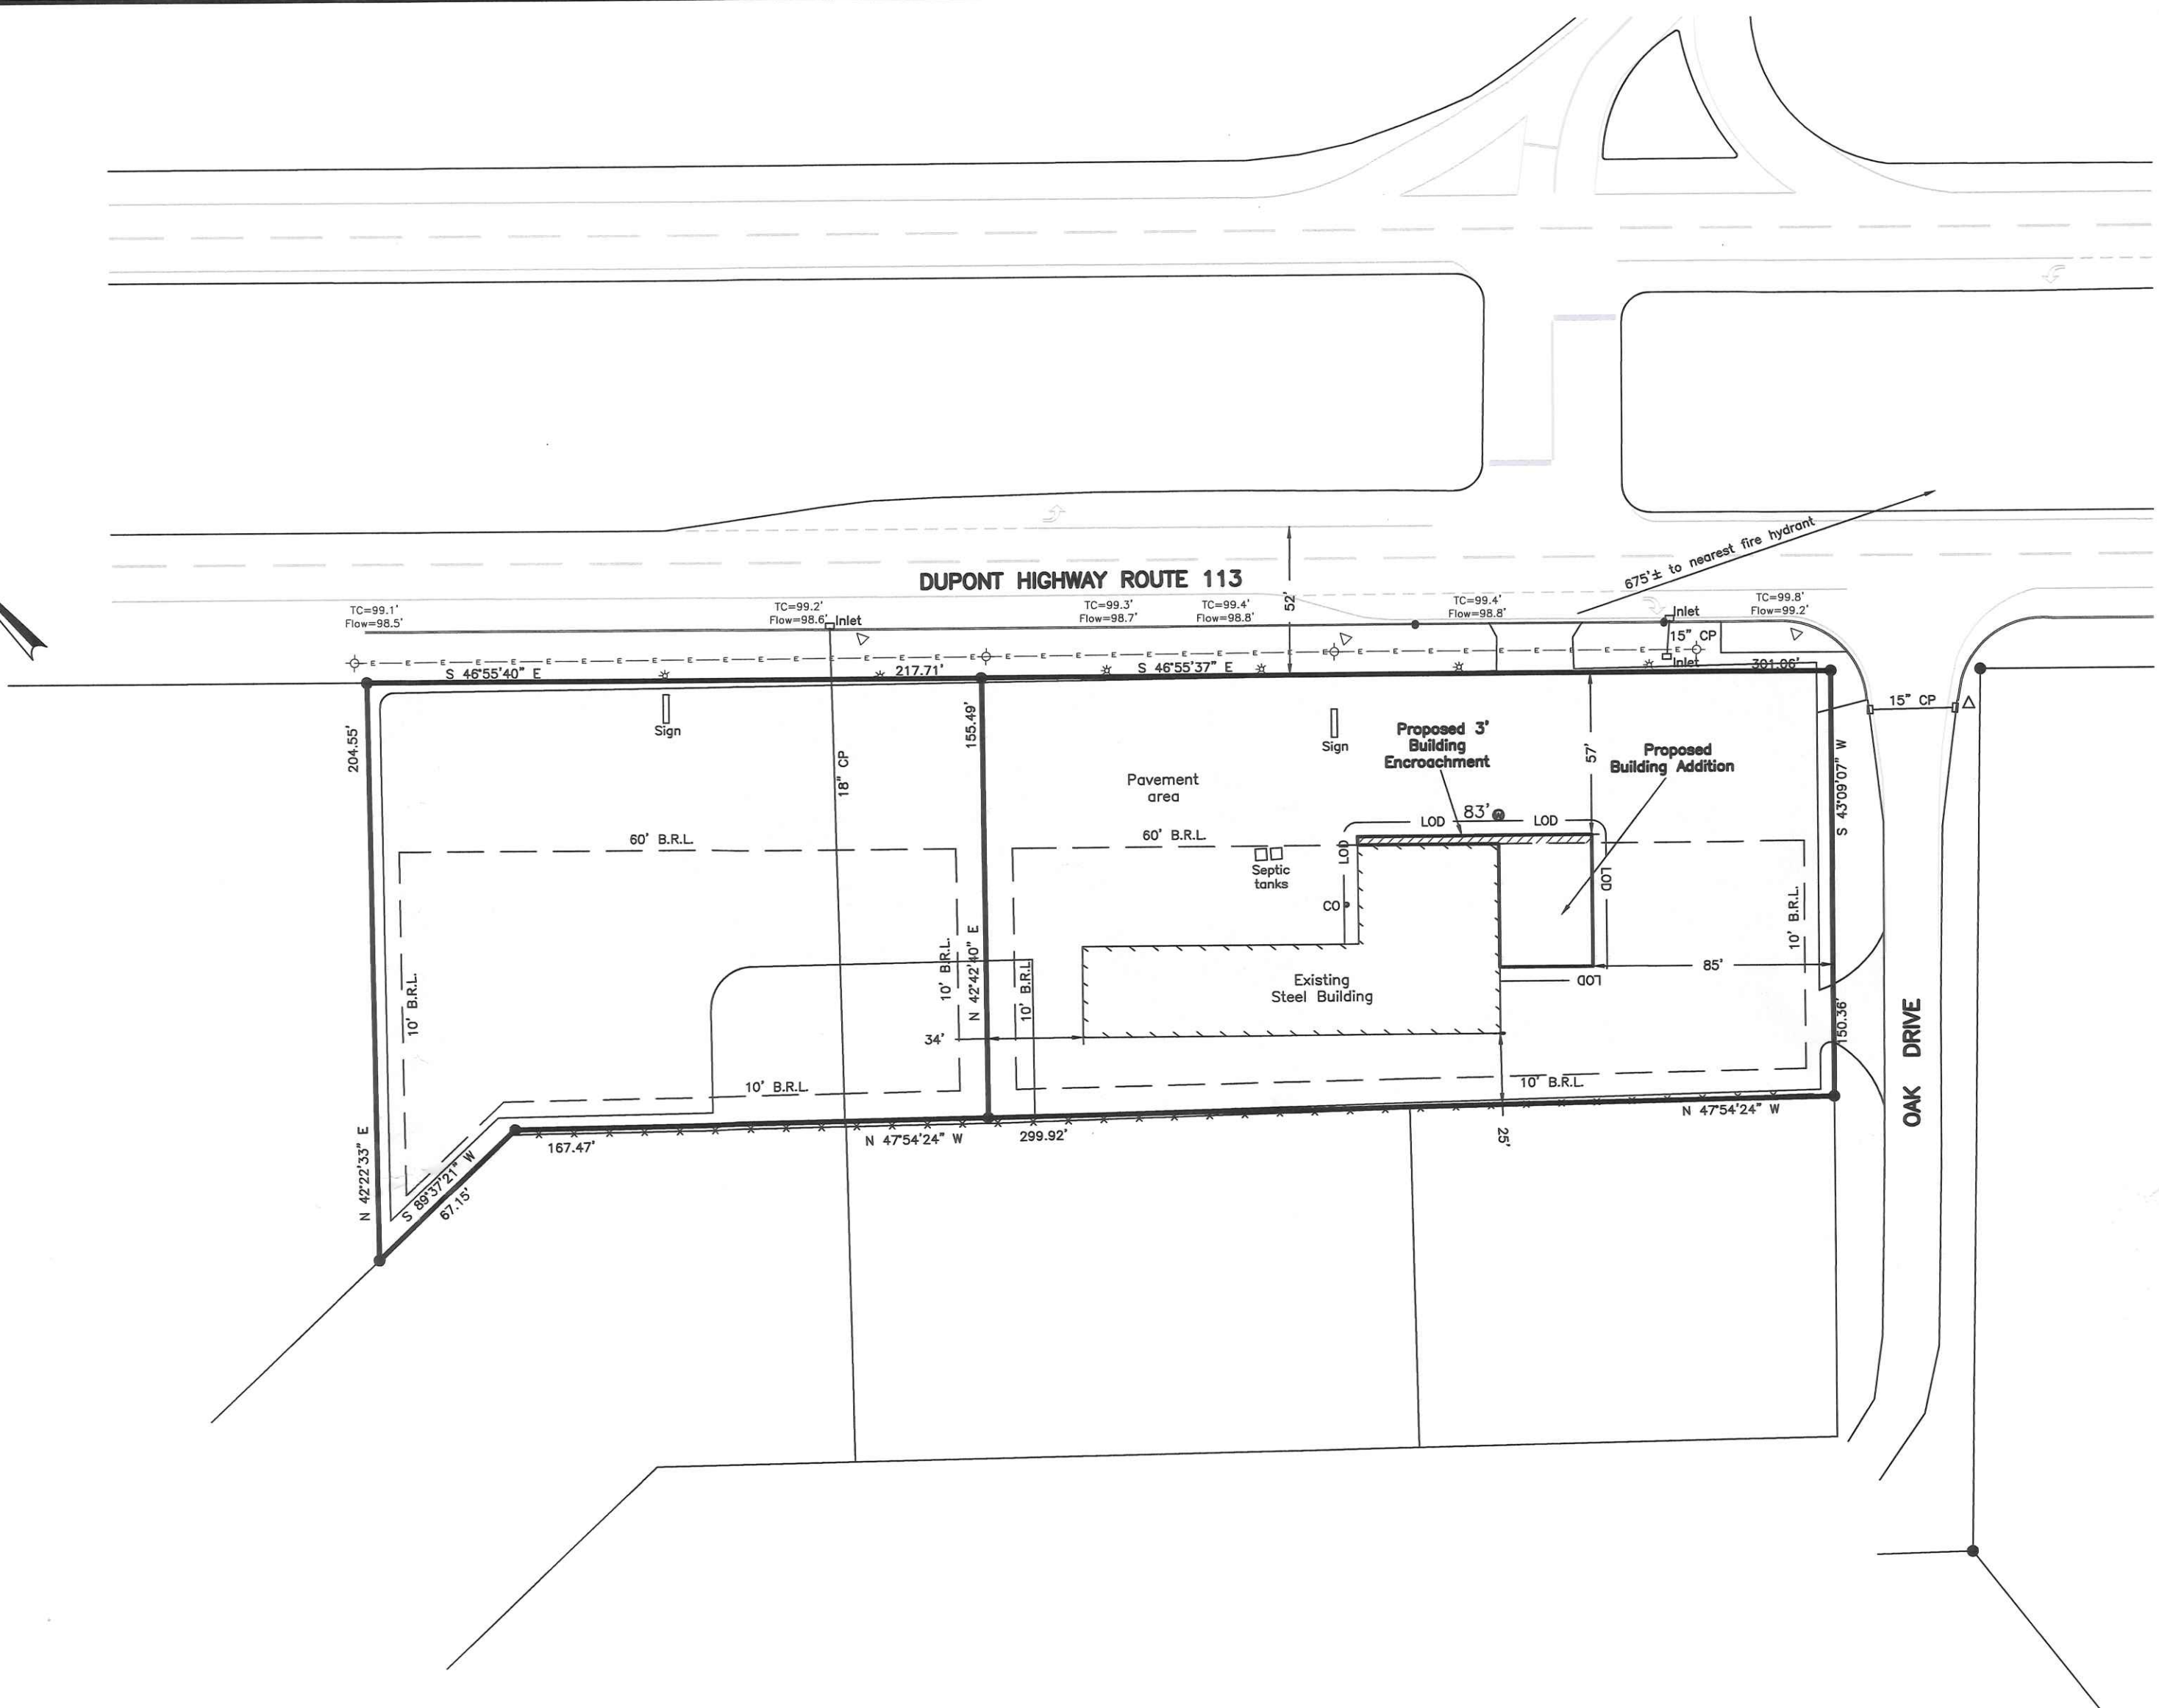 675'± to nearest fire hydrant
DUPONT HIGHWAY ROUTE 113
52'
TC=99.1'
Flow=98.5'
TC=99.2'
Flow=98.6'
Inlet
TC=99.3'
Flow=98.7'
TC=99.4'
Flow=98.8'
TC=99.4'
Flow=98.8'
Inlet
TC=99.8'
Flow=99.2'
15" CP
Inlet
E E E E E E E E E E E E E E E E E E E E E E E E E E E E E E E E E E E E E E
S 46°55'40" E
217.71'
S 46°55'37" E
301.06'
15" CP
204.55'
Sign
155.49'
18" CP
Sign
Proposed 3'
Building
Encroachment
57'
Proposed
Building Addition
S 43°09'07" W
Pavement
area
83'
LOD
LOD
60' B.R.L.
60' B.R.L.
LOD
Septic
tanks
LOD
CO
10' B.R.L.
10' B.R.L.
N 42°42'40" E
10' B.R.L.
10' B.R.L.
85'
LOD
Existing
Steel Building
34'
150.36'
OAK DRIVE
10' B.R.L.
10' B.R.L.
N 47°54'24" W
25'
167.47'
N 47°54'24" W
299.92'
N 42°22'33" E
S 89°37'21" W
67.15'